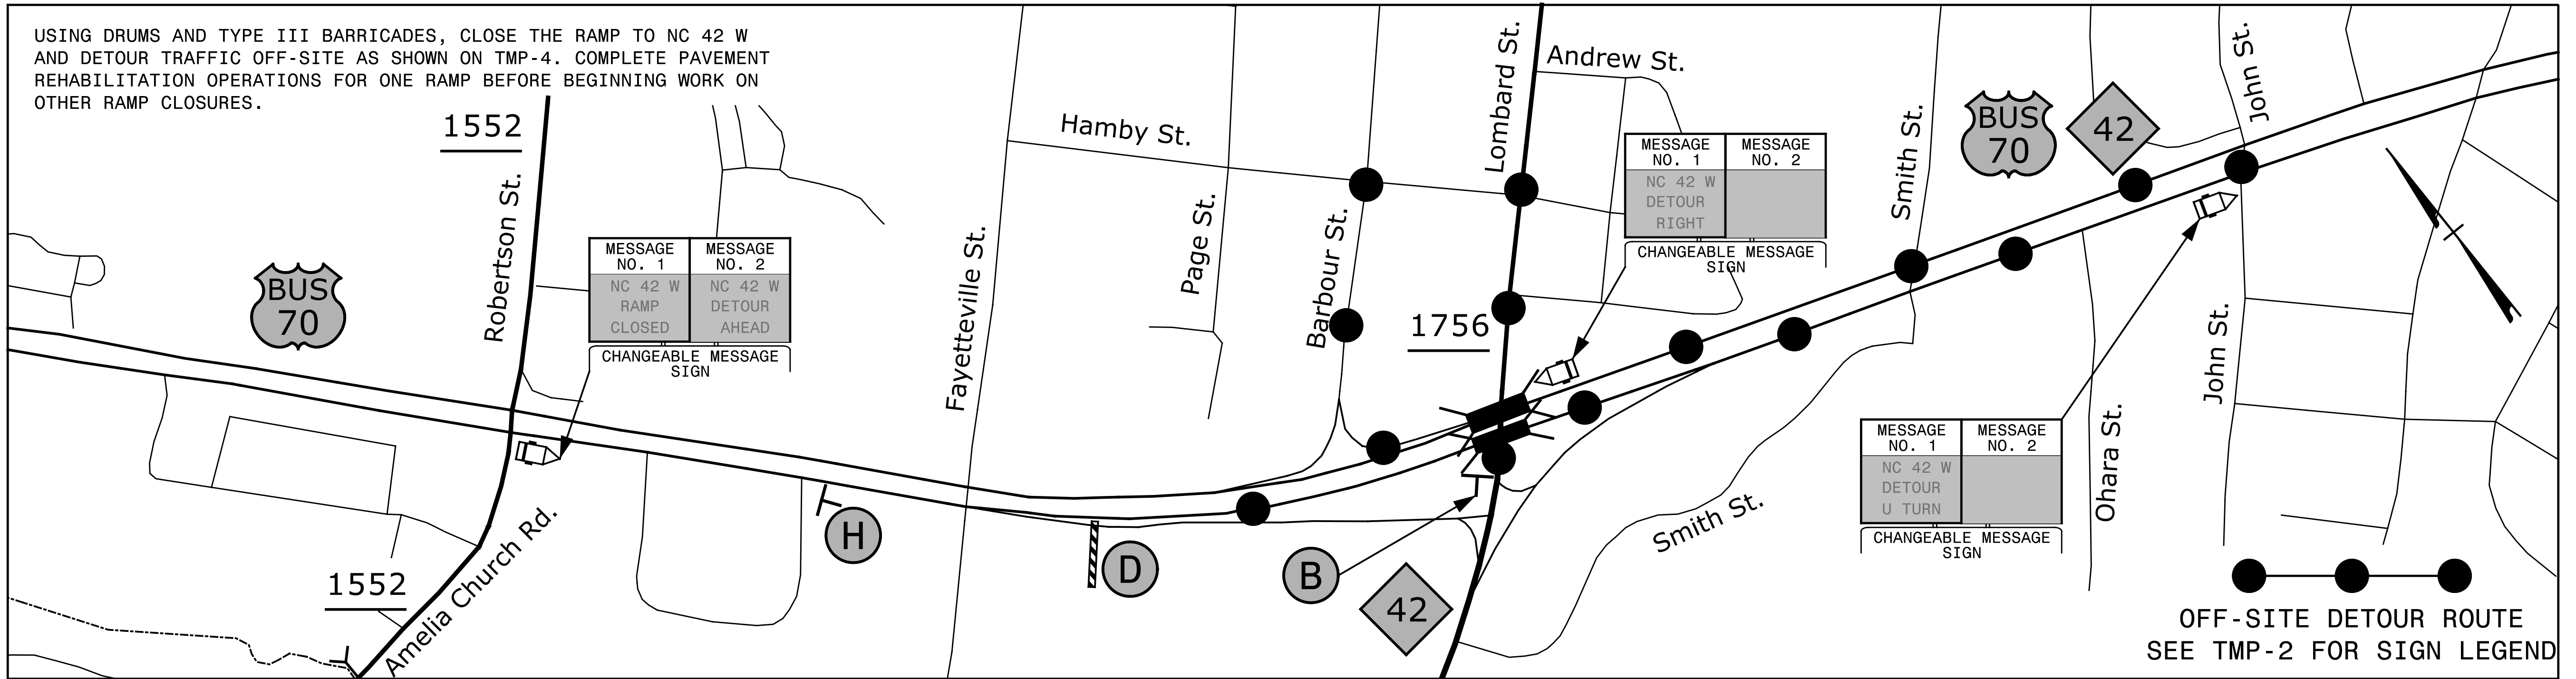 USING DRUMS AND TYPE III BARRICADES, CLOSE THE RAMP TO NC 42 W
AND DETOUR TRAFFIC OFF-SITE AS SHOWN ON TMP-4. COMPLETE PAVEMENT
REHABILITATION OPERATIONS FOR ONE RAMP BEFORE BEGINNING WORK ON
OTHER RAMP CLOSURES.
1552
Robertson St.
BUS
70
MESSAGE
NO. 1
MESSAGE
NO. 2
NC 42 W
RAMP
CLOSED
NC 42 W
DETOUR
AHEAD
CHANGEABLE MESSAGE
SIGN
1552
Amelia Church Rd.
H
Fayetteville St.
Hamby St.
Page St.
Barbour St.
D
B
42
Lombard St.
1756
Andrew St.
MESSAGE
NO. 1
MESSAGE
NO. 2
NC 42 W
DETOUR
RIGHT
CHANGEABLE MESSAGE
SIGN
Smith St.
Smith St.
BUS
70
42
John St.
MESSAGE
NO. 1
MESSAGE
NO. 2
NC 42 W
DETOUR
U TURN
CHANGEABLE MESSAGE
SIGN
Ohara St.
John St.
OFF-SITE DETOUR ROUTE
SEE TMP-2 FOR SIGN LEGEND